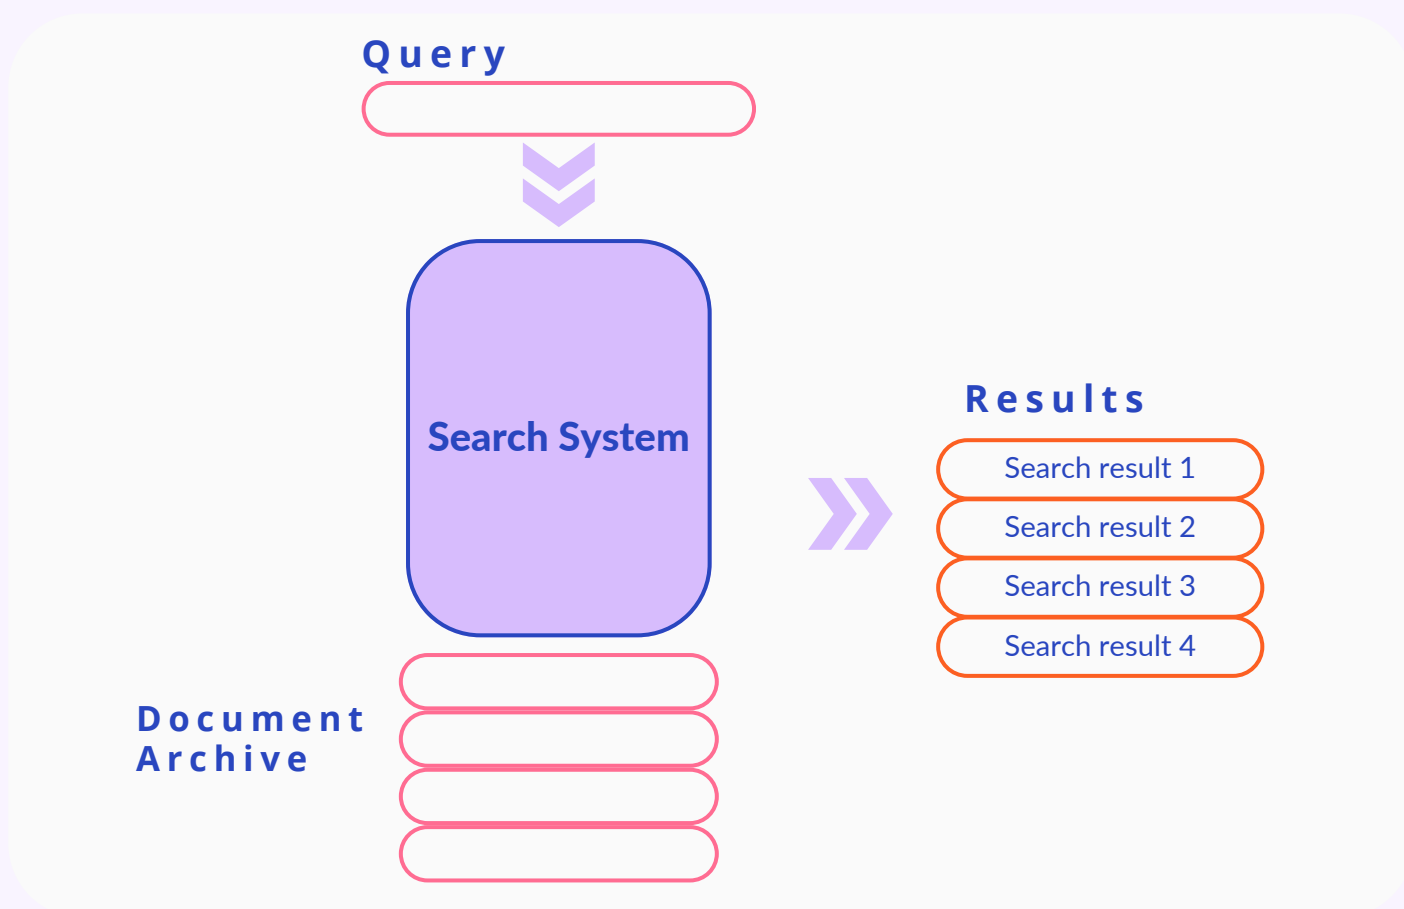 Query
Search System
Results
Search result 1
Search result 2
Search result 3
Search result 4
Document
Archive